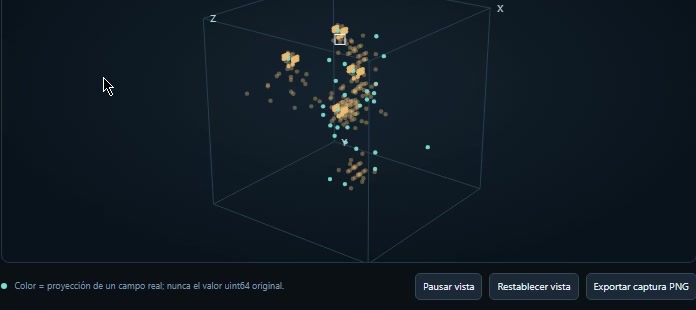 Z
X
Y
Color = proyección de un campo real; nunca el valor uint64 original.
Pausar vista
Restablecer vista
Exportar captura PNG